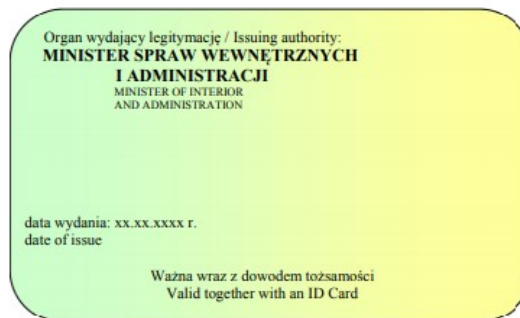 Organ wydający legitymację / Issuing authority:
MINISTER SPRAW WEWNĘTRZNYCH
I ADMINISTRACJI
MINISTER OF INTERIOR
AND ADMINISTRATION
data wydania: xx.xx.xxxx r.
date of issue
Ważna wraz z dowodem tożsamości
Valid together with an ID Card